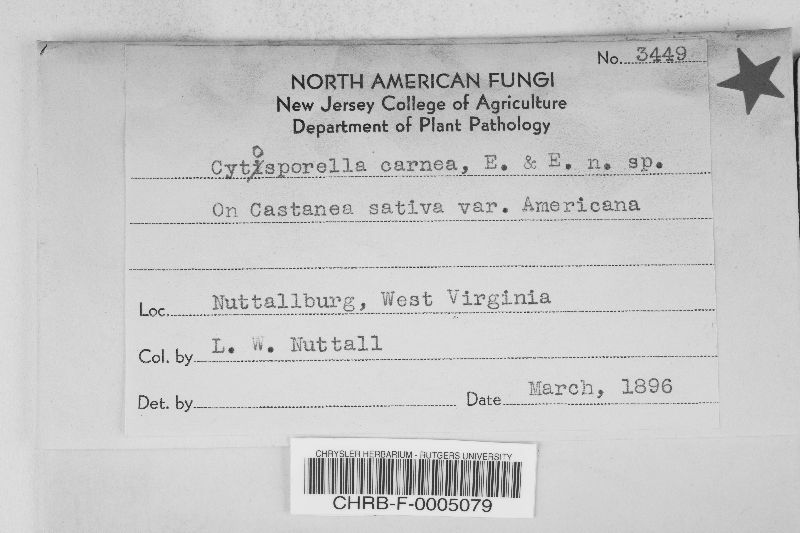 No. 3449
NORTH AMERICAN FUNGI
New Jersey College of Agriculture
Department of Plant Pathology
Cytosporella carnea, E. & E. n. sp.
On Castanea sativa var. Americana
Loc. Nuttallburg, West Virginia
Col. by L. W. Nuttall
Det. by Date March, 1896
CHRYSLER HERBARIUM - RUTGERS UNIVERSITY
CHRB-F-0005079